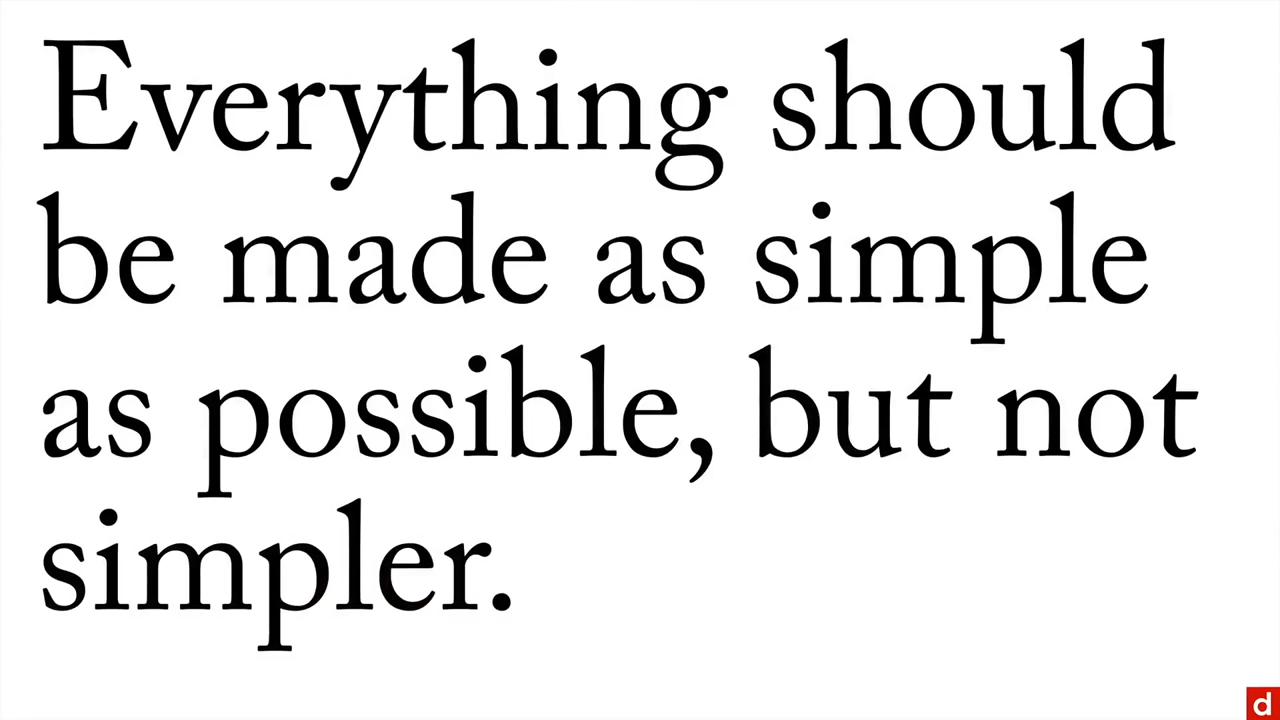 Everything should
be made as simple
as possible, but not
simpler.
d